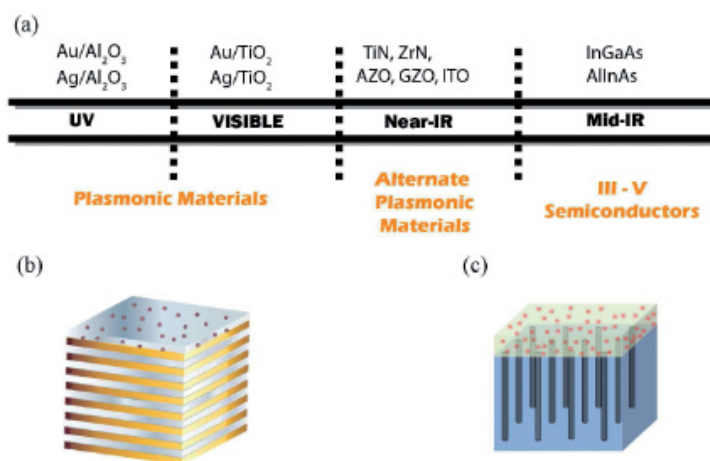 (a)
Au/Al₂O₃ Au/TiO₂ TiN, ZrN, InGaAs
Ag/Al₂O₃ Ag/TiO₂ AZO, GZO, ITO AlInAs
UV VISIBLE Near-IR Mid-IR
Plasmonic Materials
Alternate
Plasmonic
Materials
III - V
Semiconductors
(b)
(c)